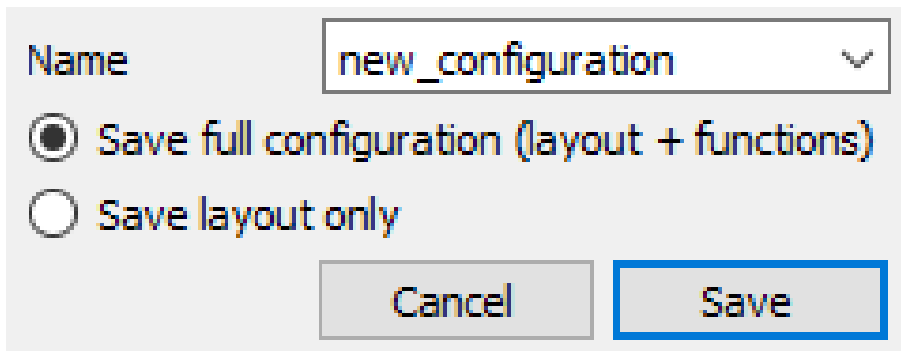 Name new_configuration
Save full configuration (layout + functions)
Save layout only
Cancel Save